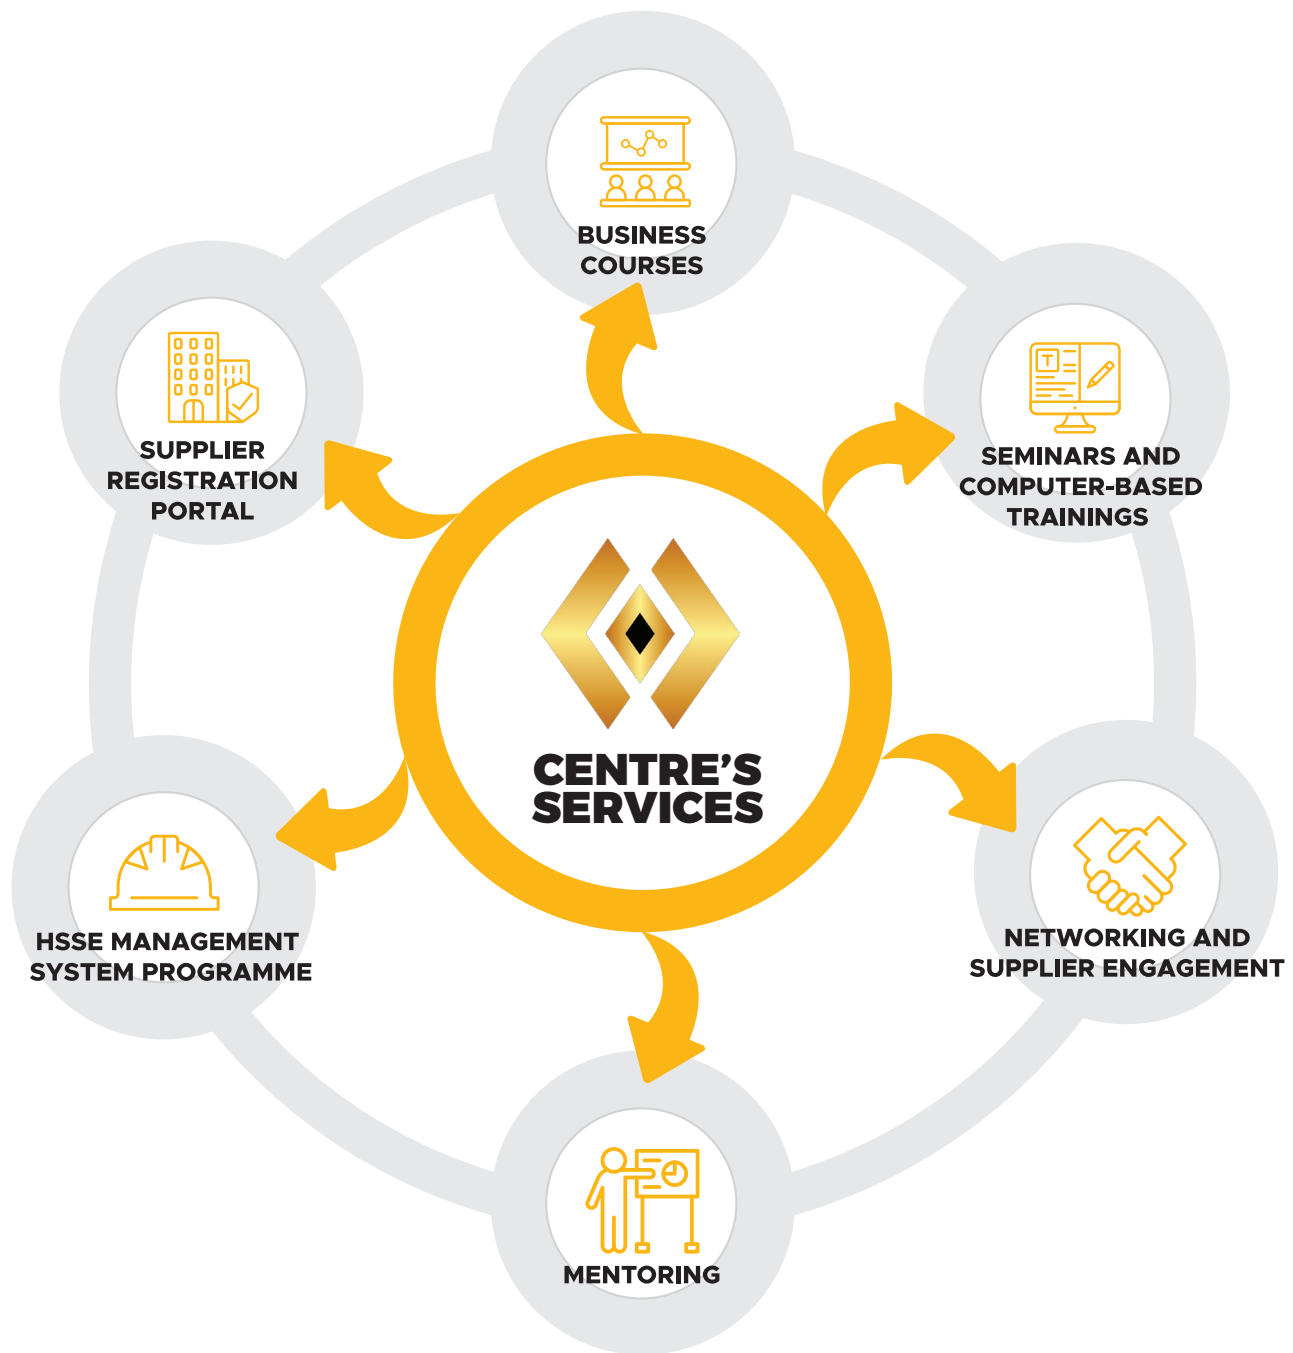 BUSINESS
COURSES
SUPPLIER
REGISTRATION
PORTAL
T
SEMINARS AND
COMPUTER-BASED
TRAININGS
CENTRE'S
SERVICES
HSSE MANAGEMENT
SYSTEM PROGRAMME
NETWORKING AND
SUPPLIER ENGAGEMENT
MENTORING